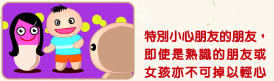 特別小心朋友的朋友，
即使是熟識的朋友或
女孩亦不可掉以輕心